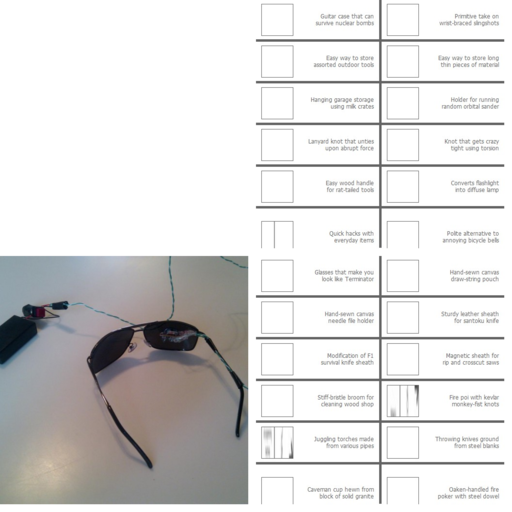 Guitar case that can
survive nuclear bombs
Primitive take on
wrist-braced slingshots
Easy way to store
assorted outdoor tools
Easy way to store long
thin pieces of material
Hanging garage storage
using milk crates
Holder for running
random orbital sander
Lanyard knot that unties
upon abrupt force
Knot that gets crazy
tight using torsion
Easy wood handle
for rat-tailed tools
Converts flashlight
into diffuse lamp
Quick hacks with
everyday items
Polite alternative to
annoying bicycle bells
Glasses that make you
look like Terminator
Hand-sewn canvas
draw-string pouch
Hand-sewn canvas
needle file holder
Sturdy leather sheath
for santoku knife
Modification of F1
survival knife sheath
Magnetic sheath for
rip and crosscut saws
Stiff-bristle broom for
cleaning wood shop
Fire poi with kevlar
monkey-fist knots
Juggling torches made
from various pipes
Throwing knives ground
from steel blanks
Caveman cup hewn from
block of solid granite
Oaken-handled fire
poker with steel dowel